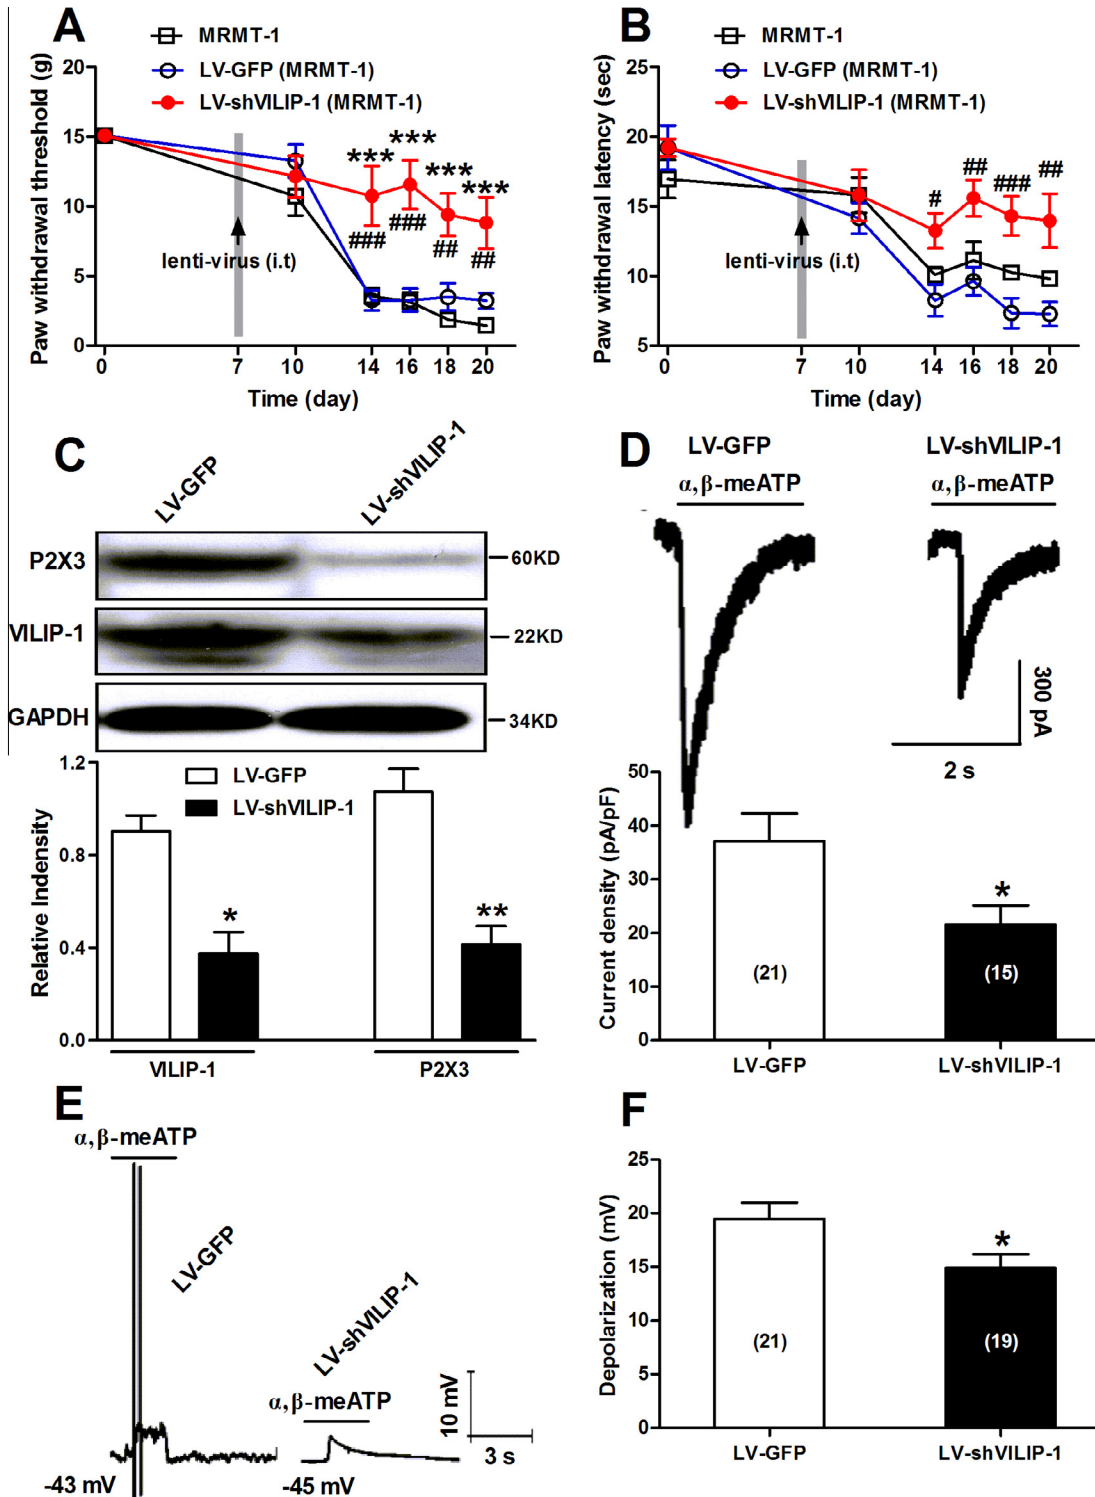 A
MRMT-1
LV-GFP (MRMT-1)
LV-shVILIP-1 (MRMT-1)
Paw withdrawal threshold (g)
20
15
10
5
0
***
***
***
***
###
###
##
##
lenti-virus (i.t)
0 7 10 14 16 18 20
Time (day)
B
MRMT-1
LV-GFP (MRMT-1)
LV-shVILIP-1 (MRMT-1)
Paw withdrawal latency (sec)
25
20
15
10
5
#
##
###
##
lenti-virus (i.t)
0 7 10 14 16 18 20
Time (day)
C
LV-GFP
LV-shVILIP-1
P2X3
60KD
VILIP-1
22KD
GAPDH
34KD
Relative Indensity
1.2
0.8
0.4
0.0
LV-GFP
LV-shVILIP-1
*
**
VILIP-1
P2X3
D
LV-GFP
LV-shVILIP-1
α,β-meATP
α,β-meATP
300 pA
2 s
Current density (pA/pF)
50
40
30
20
10
0
*
(21)
(15)
LV-GFP
LV-shVILIP-1
E
α,β-meATP
LV-GFP
LV-shVILIP-1
α,β-meATP
10 mV
3 s
-43 mV
-45 mV
F
Depolarization (mV)
25
20
15
10
5
0
*
(21)
(19)
LV-GFP
LV-shVILIP-1